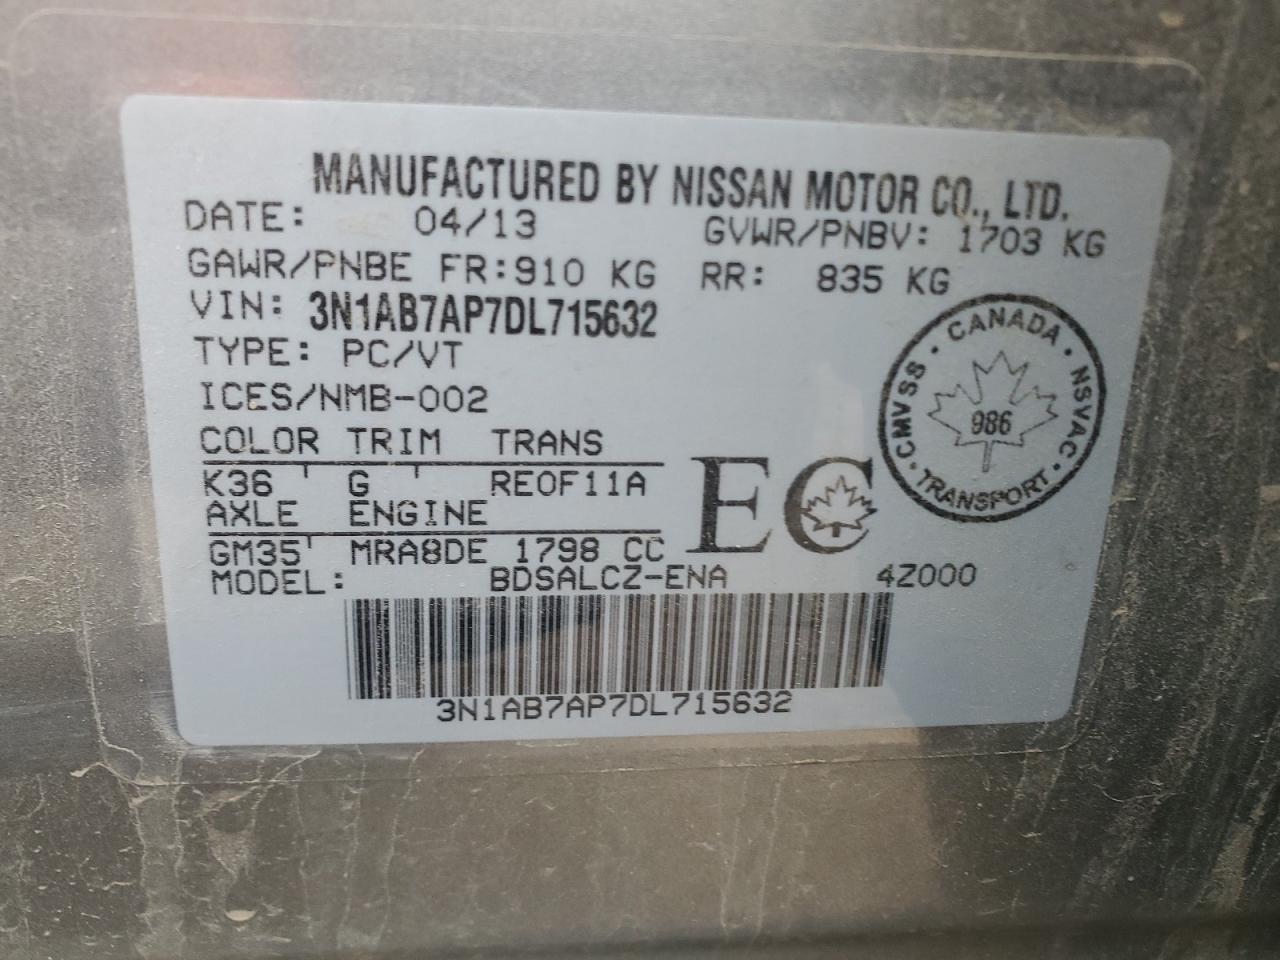 MANUFACTURED BY NISSAN MOTOR CO., LTD.
DATE: 04/13 GVWR/PNBV: 1703 KG
GAWR/PNBE FR:910 KG RR: 835 KG
VIN: 3N1AB7AP7DL715632
TYPE: PC/VT
ICES/NMB-002
COLOR TRIM TRANS
K36 ' G ' RE0F11A
AXLE ENGINE
GM35' MRA8DE 1798 CC
MODEL: BDSALCZ-ENA 4Z000
3N1AB7AP7DL715632
EC
CANADA · NSVAC · TRANSPORT · CMVSS ·
986